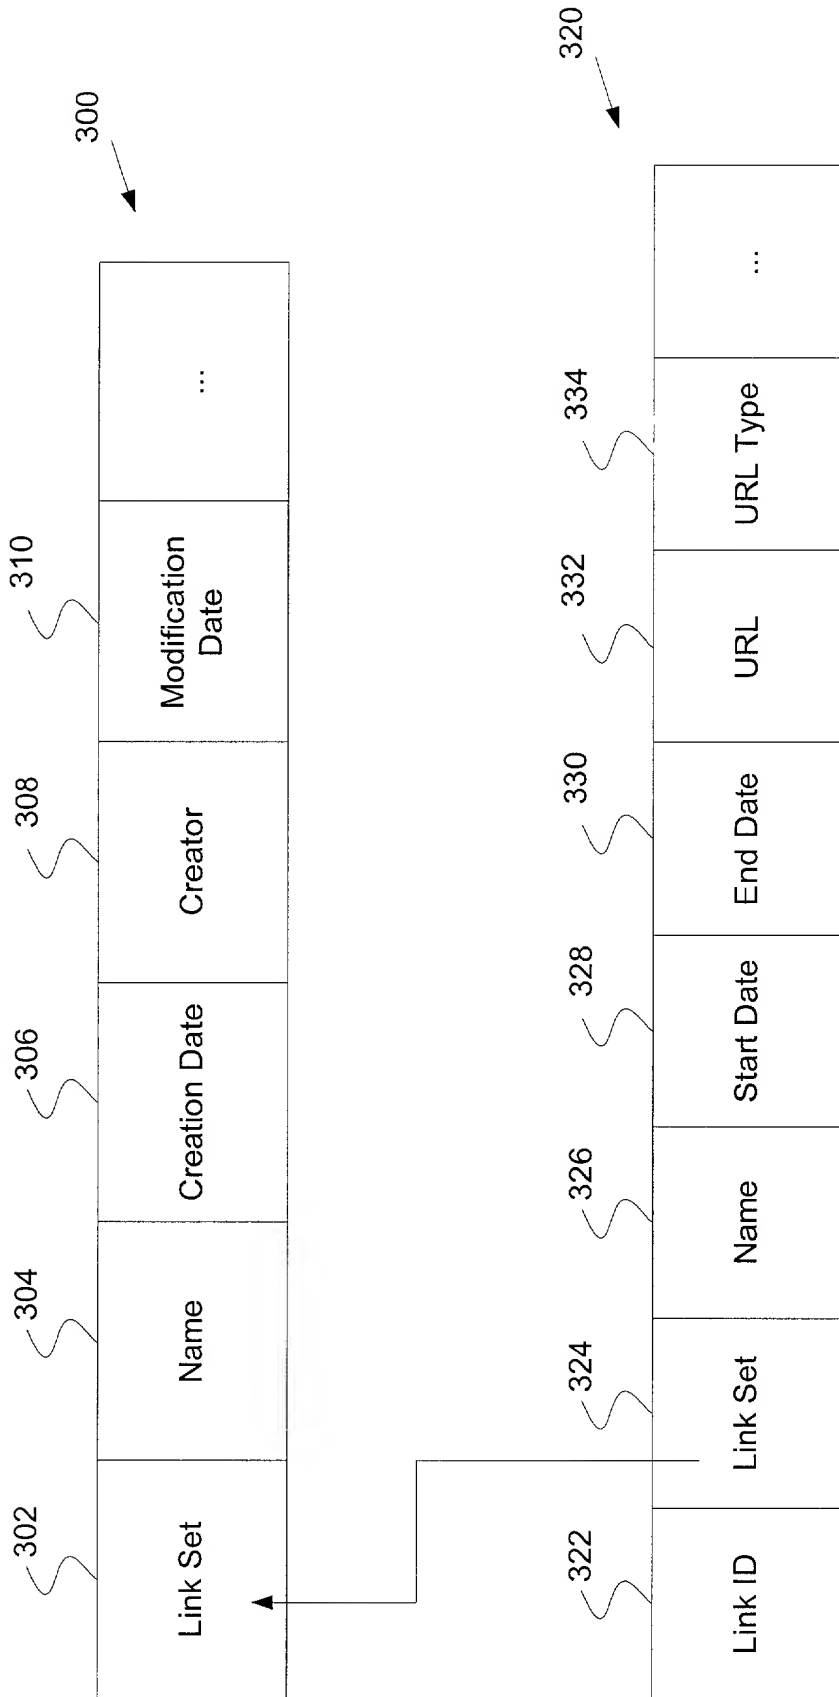 300
302
304
306
308
310
Link Set
Name
Creation Date
Creator
Modification
Date
...
320
322
324
326
328
330
332
334
Link ID
Link Set
Name
Start Date
End Date
URL
URL Type
...